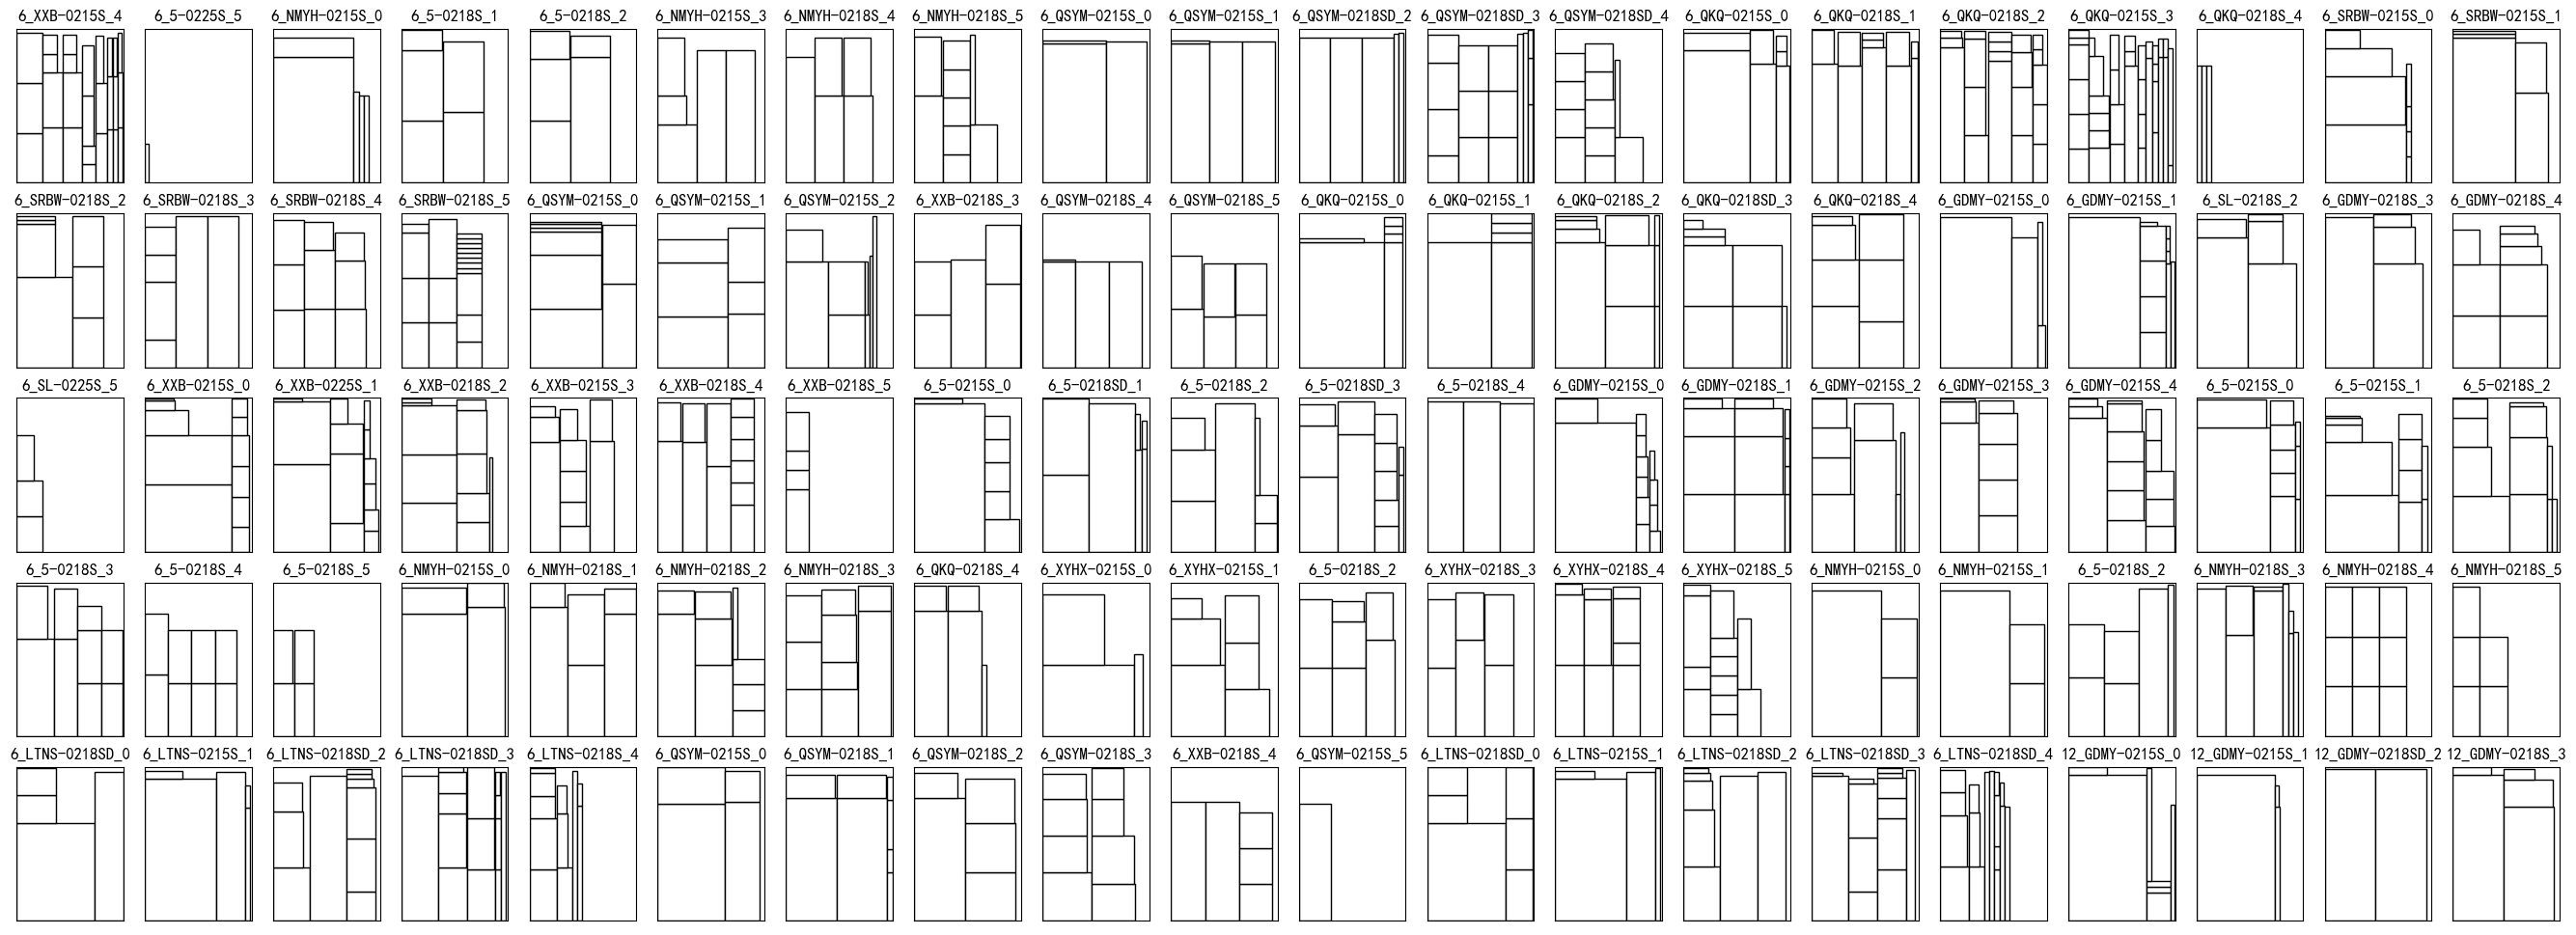 6_XXB-0215S_4 6_5-0225S_5 6_NMYH-0215S_0 6_5-0218S_1 6_5-0218S_2 6_NMYH-0215S_3 6_NMYH-0218S_4 6_NMYH-0218S_5 6_QSYM-0215S_0 6_QSYM-0215S_1 6_QSYM-0218SD_2 6_QSYM-0218SD_3 6_QSYM-0218SD_4 6_QKQ-0215S_0 6_QKQ-0218S_1 6_QKQ-0218S_2 6_QKQ-0215S_3 6_QKQ-0218S_4 6_SRBW-0215S_0 6_SRBW-0215S_1
6_SRBW-0218S_2 6_SRBW-0218S_3 6_SRBW-0218S_4 6_SRBW-0218S_5 6_QSYM-0215S_0 6_QSYM-0215S_1 6_QSYM-0215S_2 6_XXB-0218S_3 6_QSYM-0218S_4 6_QSYM-0218S_5 6_QKQ-0215S_0 6_QKQ-0215S_1 6_QKQ-0218S_2 6_QKQ-0218SD_3 6_QKQ-0218S_4 6_GDMY-0215S_0 6_GDMY-0215S_1 6_SL-0218S_2 6_GDMY-0218S_3 6_GDMY-0218S_4
6_SL-0225S_5 6_XXB-0215S_0 6_XXB-0225S_1 6_XXB-0218S_2 6_XXB-0215S_3 6_XXB-0218S_4 6_XXB-0218S_5 6_5-0215S_0 6_5-0218SD_1 6_5-0218S_2 6_5-0218SD_3 6_5-0218S_4 6_GDMY-0215S_0 6_GDMY-0218S_1 6_GDMY-0215S_2 6_GDMY-0215S_3 6_GDMY-0215S_4 6_5-0215S_0 6_5-0215S_1 6_5-0218S_2
6_5-0218S_3 6_5-0218S_4 6_5-0218S_5 6_NMYH-0215S_0 6_NMYH-0218S_1 6_NMYH-0218S_2 6_NMYH-0218S_3 6_QKQ-0218S_4 6_XYHX-0215S_0 6_XYHX-0215S_1 6_5-0218S_2 6_XYHX-0218S_3 6_XYHX-0218S_4 6_XYHX-0218S_5 6_NMYH-0215S_0 6_NMYH-0215S_1 6_5-0218S_2 6_NMYH-0218S_3 6_NMYH-0218S_4 6_NMYH-0218S_5
6_LTNS-0218SD_0 6_LTNS-0215S_1 6_LTNS-0218SD_2 6_LTNS-0218SD_3 6_LTNS-0218S_4 6_QSYM-0215S_0 6_QSYM-0218S_1 6_QSYM-0218S_2 6_QSYM-0218S_3 6_XXB-0218S_4 6_QSYM-0215S_5 6_LTNS-0218SD_0 6_LTNS-0215S_1 6_LTNS-0218SD_2 6_LTNS-0218SD_3 6_LTNS-0218SD_4 12_GDMY-0215S_0 12_GDMY-0215S_1 12_GDMY-0218SD_2 12_GDMY-0218S_3